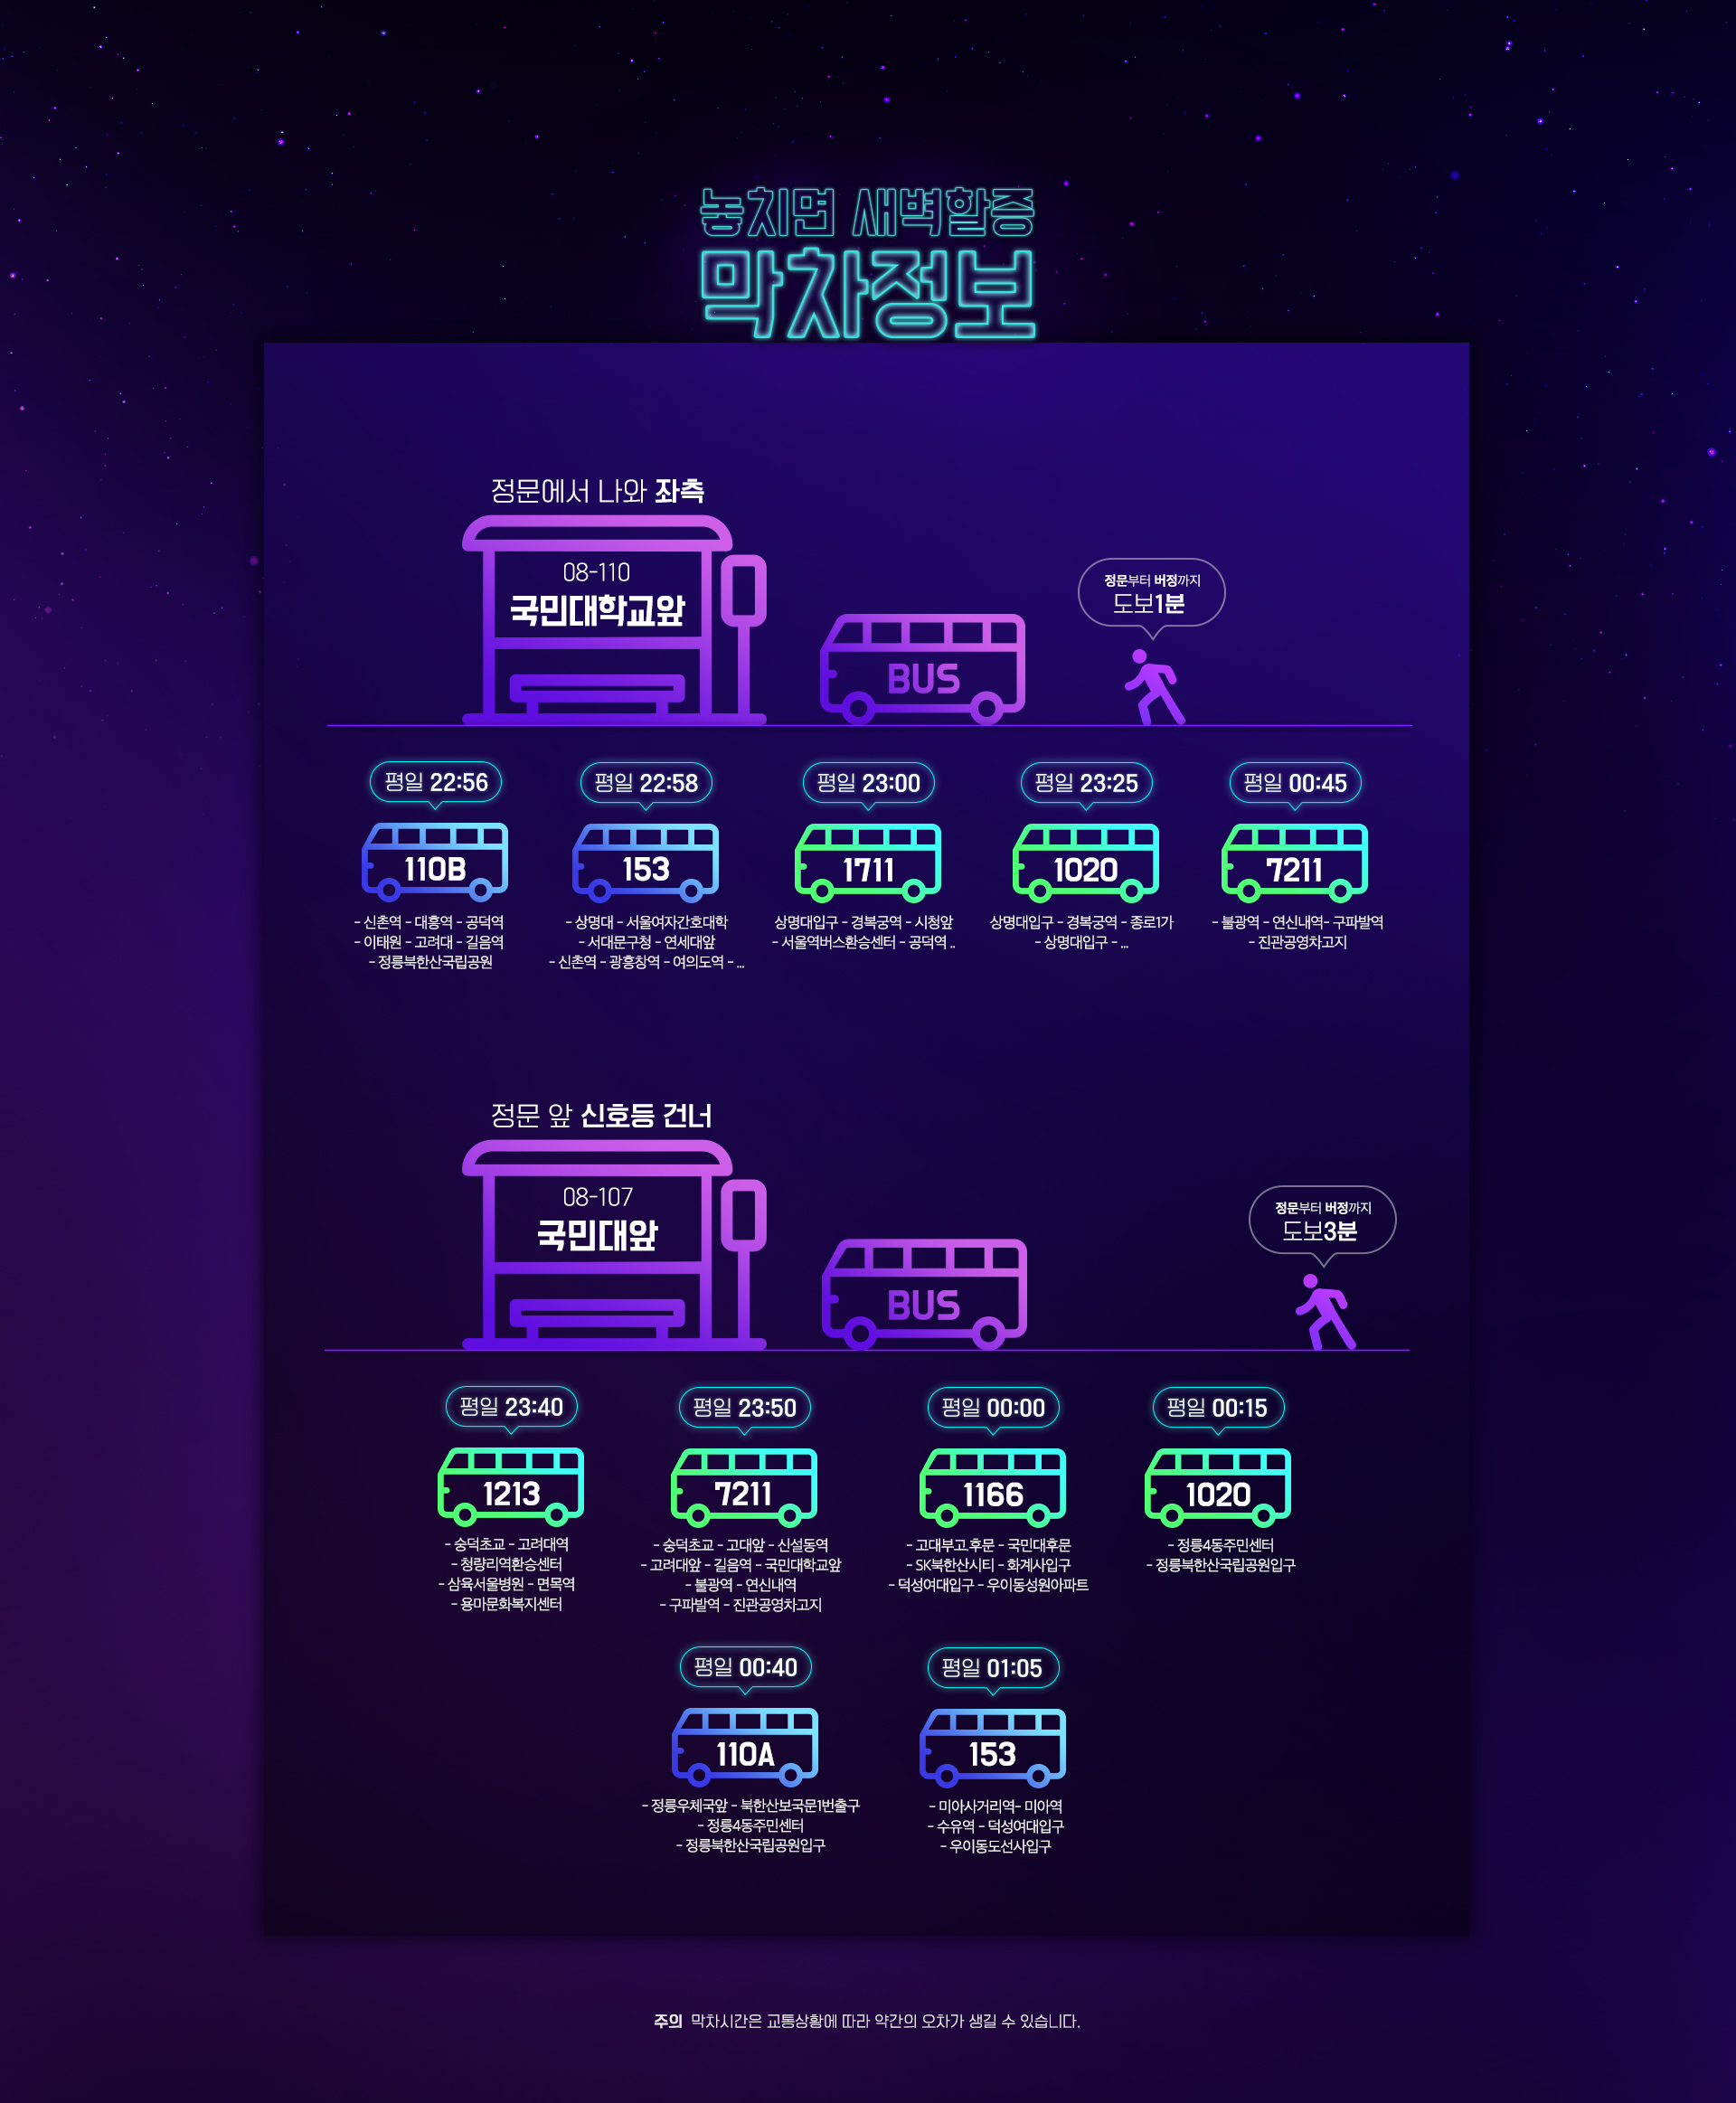 놓치면 새벽할증
막차정보
정문에서 나와 좌측
08-110
국민대학교앞
BUS
정문부터 버정까지
도보1분
평일 22:56
평일 22:58
평일 23:00
평일 23:25
평일 00:45
110B
153
1711
1020
7211
- 신촌역 - 대흥역 - 공덕역
- 이태원 - 고려대 - 길음역
- 정릉북한산국립공원
- 상명대 - 서울여자간호대학
- 서대문구청 - 연세대앞
- 신촌역 - 광흥창역 - 여의도역 - ...
상명대입구 - 경복궁역 - 시청앞
- 서울역버스환승센터 - 공덕역 ..
상명대입구 - 경복궁역 - 종로1가
- 상명대입구 - ...
- 불광역 - 연신내역- 구파발역
- 진관공영차고지
정문 앞 신호등 건너
08-107
국민대앞
BUS
정문부터 버정까지
도보3분
평일 23:40
평일 23:50
평일 00:00
평일 00:15
1213
7211
1166
1020
- 숭덕초교 - 고려대역
- 청량리역환승센터
- 삼육서울병원 - 면목역
- 용마문화복지센터
- 숭덕초교 - 고대앞 - 신설동역
- 고려대앞 - 길음역 - 국민대학교앞
- 불광역 - 연신내역
- 구파발역 - 진관공영차고지
- 고대부고.후문 - 국민대후문
- SK북한산시티 - 화계사입구
- 덕성여대입구 - 우이동성원아파트
- 정릉4동주민센터
- 정릉북한산국립공원입구
평일 00:40
평일 01:05
110A
153
- 정릉우체국앞 - 북한산보국문1번출구
- 정릉4동주민센터
- 정릉북한산국립공원입구
- 미아사거리역- 미아역
- 수유역 - 덕성여대입구
- 우이동도선사입구
주의 막차시간은 교통상황에 따라 약간의 오차가 생길 수 있습니다.